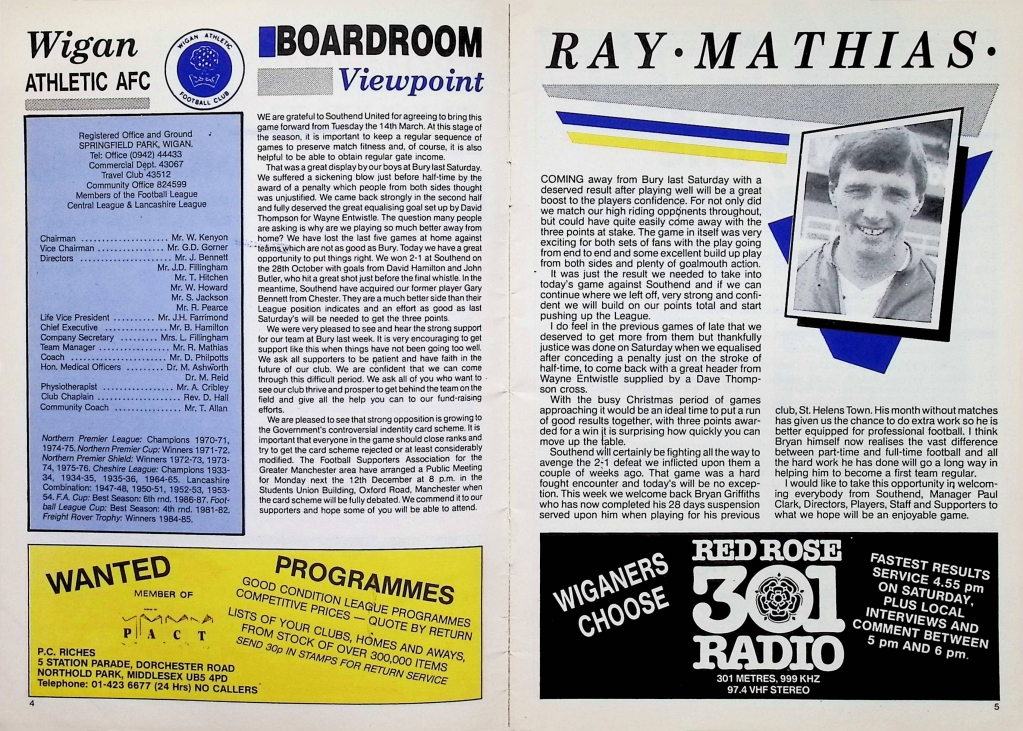 Wigan
ATHLETIC AFC
WIGAN ATHLETIC
FOOTBALL CLUB
BOARDROOM
Viewpoint
Registered Office and Ground
SPRINGFIELD PARK, WIGAN.
Tel: Office (0942) 44433
Commercial Dept. 43067
Travel Club 43512
Community Office 824599
Members of the Football League
Central League & Lancashire League
Chairman ........................ Mr. W. Kenyon
Vice Chairman .................. Mr. G.D. Gorner
Directors .......................... Mr. J. Bennett
Mr. J.D. Fillingham
Mr. T. Hitchen
Mr. W. Howard
Mr. S. Jackson
Mr. R. Pearce
Life Vice President .......... Mr. J.H. Farrimond
Chief Executive .................. Mr. B. Hamilton
Company Secretary ...... Mrs. L. Fillingham
Team Manager .................... Mr. R. Mathias
Coach .............................. Mr. D. Philpotts
Hon. Medical Officers .......... Dr. M. Ashworth
Dr. M. Reid
Physiotherapist .................... Mr. A. Cribley
Club Chaplain ........................ Rev. D. Hall
Community Coach .................. Mr. T. Allan
Northern Premier League: Champions 1970-71,
1974-75. Northern Premier Cup: Winners 1971-72.
Northern Premier Shield: Winners 1972-73, 1973-
74, 1975-76. Cheshire League: Champions 1933-
34, 1934-35, 1935-36, 1964-65. Lancashire
Combination: 1947-48, 1950-51, 1952-53, 1953-
54. F.A. Cup: Best Season: 6th rnd. 1986-87. Foot-
ball League Cup: Best Season: 4th rnd. 1981-82.
Freight Rover Trophy: Winners 1984-85.
WE are grateful to Southend United for agreeing to bring this
game forward from Tuesday the 14th March. At this stage of
the season, it is important to keep a regular sequence of
games to preserve match fitness and, of course, it is also
helpful to be able to obtain regular gate income.
That was a great display by our boys at Bury last Saturday.
We suffered a sickening blow just before half-time by the
award of a penalty which people from both sides thought
was unjustified. We came back strongly in the second half
and fully deserved the great equalising goal set up by David
Thompson for Wayne Entwistle. The question many people
are asking is why are we playing so much better away from
home? We have lost the last five games at home against
teams which are not as good as Bury. Today we have a great
opportunity to put things right. We won 2-1 at Southend on
the 28th October with goals from David Hamilton and John
Butler, who hit a great shot just before the final whistle. In the
meantime, Southend have acquired our former player Gary
Bennett from Chester. They are a much better side than their
League position indicates and an effort as good as last
Saturday's will be needed to get the three points.
We were very pleased to see and hear the strong support
for our team at Bury last week. It is very encouraging to get
support like this when things have not been going too well.
We ask all supporters to be patient and have faith in the
future of our club. We are confident that we can come
through this difficult period. We ask all of you who want to
see our club thrive and prosper to get behind the team on the
field and give all the help you can to our fund-raising
efforts.
We are pleased to see that strong opposition is growing to
the Government's controversial indentity card scheme. It is
important that everyone in the game should close ranks and
try to get the card scheme rejected or at least considerably
modified. The Football Supporters Association for the
Greater Manchester area have arranged a Public Meeting
for Monday next the 12th December at 8 p.m. in the
Students Union Building, Oxford Road, Manchester when
the card scheme will be fully debated. We commend it to our
supporters and hope some of you will be able to attend.
WANTED
MEMBER OF
PACT
P.C. RICHES
5 STATION PARADE, DORCHESTER ROAD
NORTHOLD PARK, MIDDLESEX UB5 4PD
Telephone: 01-423 6677 (24 Hrs) NO CALLERS
PROGRAMMES
GOOD CONDITION LEAGUE PROGRAMMES
COMPETITIVE PRICES — QUOTE BY RETURN
LISTS OF YOUR CLUBS, HOMES AND AWAYS,
FROM STOCK OF OVER 300,000 ITEMS
SEND 30p IN STAMPS FOR RETURN SERVICE
4
RAY·MATHIAS·
COMING away from Bury last Saturday with a
deserved result after playing well will be a great
boost to the players confidence. For not only did
we match our high riding opponents throughout,
but could have quite easily come away with the
three points at stake. The game in itself was very
exciting for both sets of fans with the play going
from end to end and some excellent build up play
from both sides and plenty of goalmouth action.
It was just the result we needed to take into
today's game against Southend and if we can
continue where we left off, very strong and confi-
dent we will build on our points total and start
pushing up the League.
I do feel in the previous games of late that we
deserved to get more from them but thankfully
justice was done on Saturday when we equalised
after conceding a penalty just on the stroke of
half-time, to come back with a great header from
Wayne Entwistle supplied by a Dave Thomp-
son cross.
With the busy Christmas period of games
approaching it would be an ideal time to put a run
of good results together, with three points awar-
ded for a win it is surprising how quickly you can
move up the table.
Southend will certainly be fighting all the way to
avenge the 2-1 defeat we inflicted upon them a
couple of weeks ago. That game was a hard
fought encounter and today's will be no excep-
tion. This week we welcome back Bryan Griffiths
who has now completed his 28 days suspension
served upon him when playing for his previous
club, St. Helens Town. His month without matches
has given us the chance to do extra work so he is
better equipped for professional football. I think
Bryan himself now realises the vast difference
between part-time and full-time football and all
the hard work he has done will go a long way in
helping him to become a first team regular.
I would like to take this opportunity in welcom-
ing everybody from Southend, Manager Paul
Clark, Directors, Players, Staff and Supporters to
what we hope will be an enjoyable game.
WIGANERS
CHOOSE
RED ROSE
301
RADIO
301 METRES, 999 KHZ
97.4 VHF STEREO
FASTEST RESULTS
SERVICE 4.55 pm
ON SATURDAY,
PLUS LOCAL
INTERVIEWS AND
COMMENT BETWEEN
5 pm AND 6 pm.
5